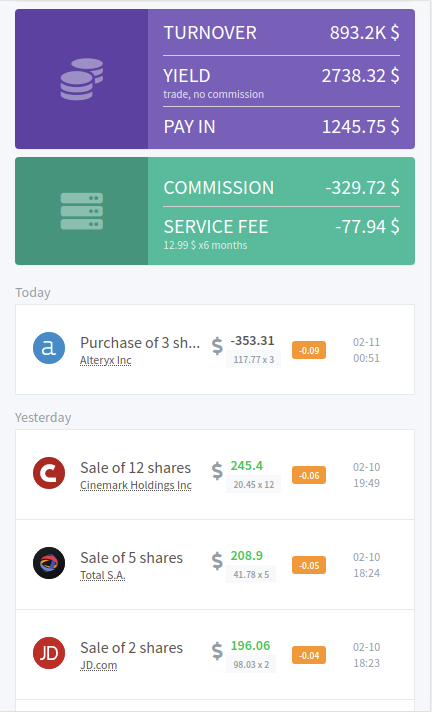 TURNOVER 893.2K $
YIELD 2738.32 $
trade, no commission
PAY IN 1245.75 $
COMMISSION -329.72 $
SERVICE FEE -77.94 $
12.99 $ x6 months
Today
a Purchase of 3 sh... $ -353.31 -0.09 02-11
Alteryx Inc 117.77 x 3 00:51
Yesterday
C Sale of 12 shares $ 245.4 -0.06 02-10
Cinemark Holdings Inc 20.45 x 12 19:49
Sale of 5 shares $ 208.9 -0.05 02-10
Total S.A. 41.78 x 5 18:24
JD Sale of 2 shares $ 196.06 -0.04 02-10
JD.com 98.03 x 2 18:23